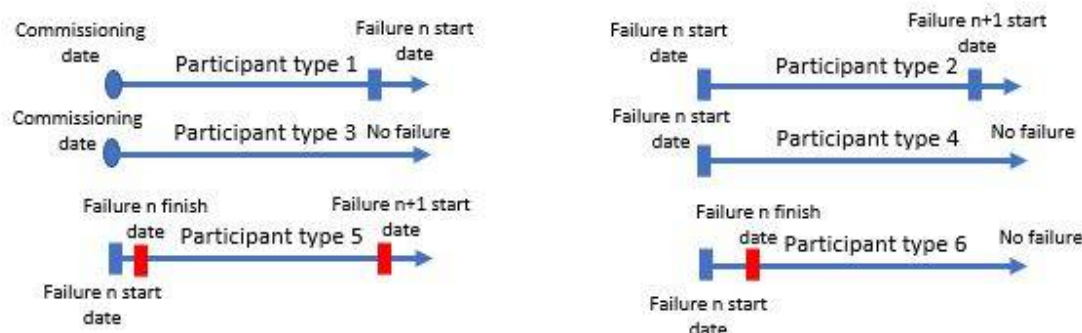 Commissioning
date
Participant type 1
Failure n start
date
Failure n start
date
Participant type 2
Failure n+1 start
date
Commissioning
date
Participant type 3
No failure
Failure n start
date
Participant type 4
No failure
Failure n finish
date
Participant type 5
Failure n+1 start
date
Failure n start
date
Failure n finish
date
Participant type 6
No failure
Failure n start
date